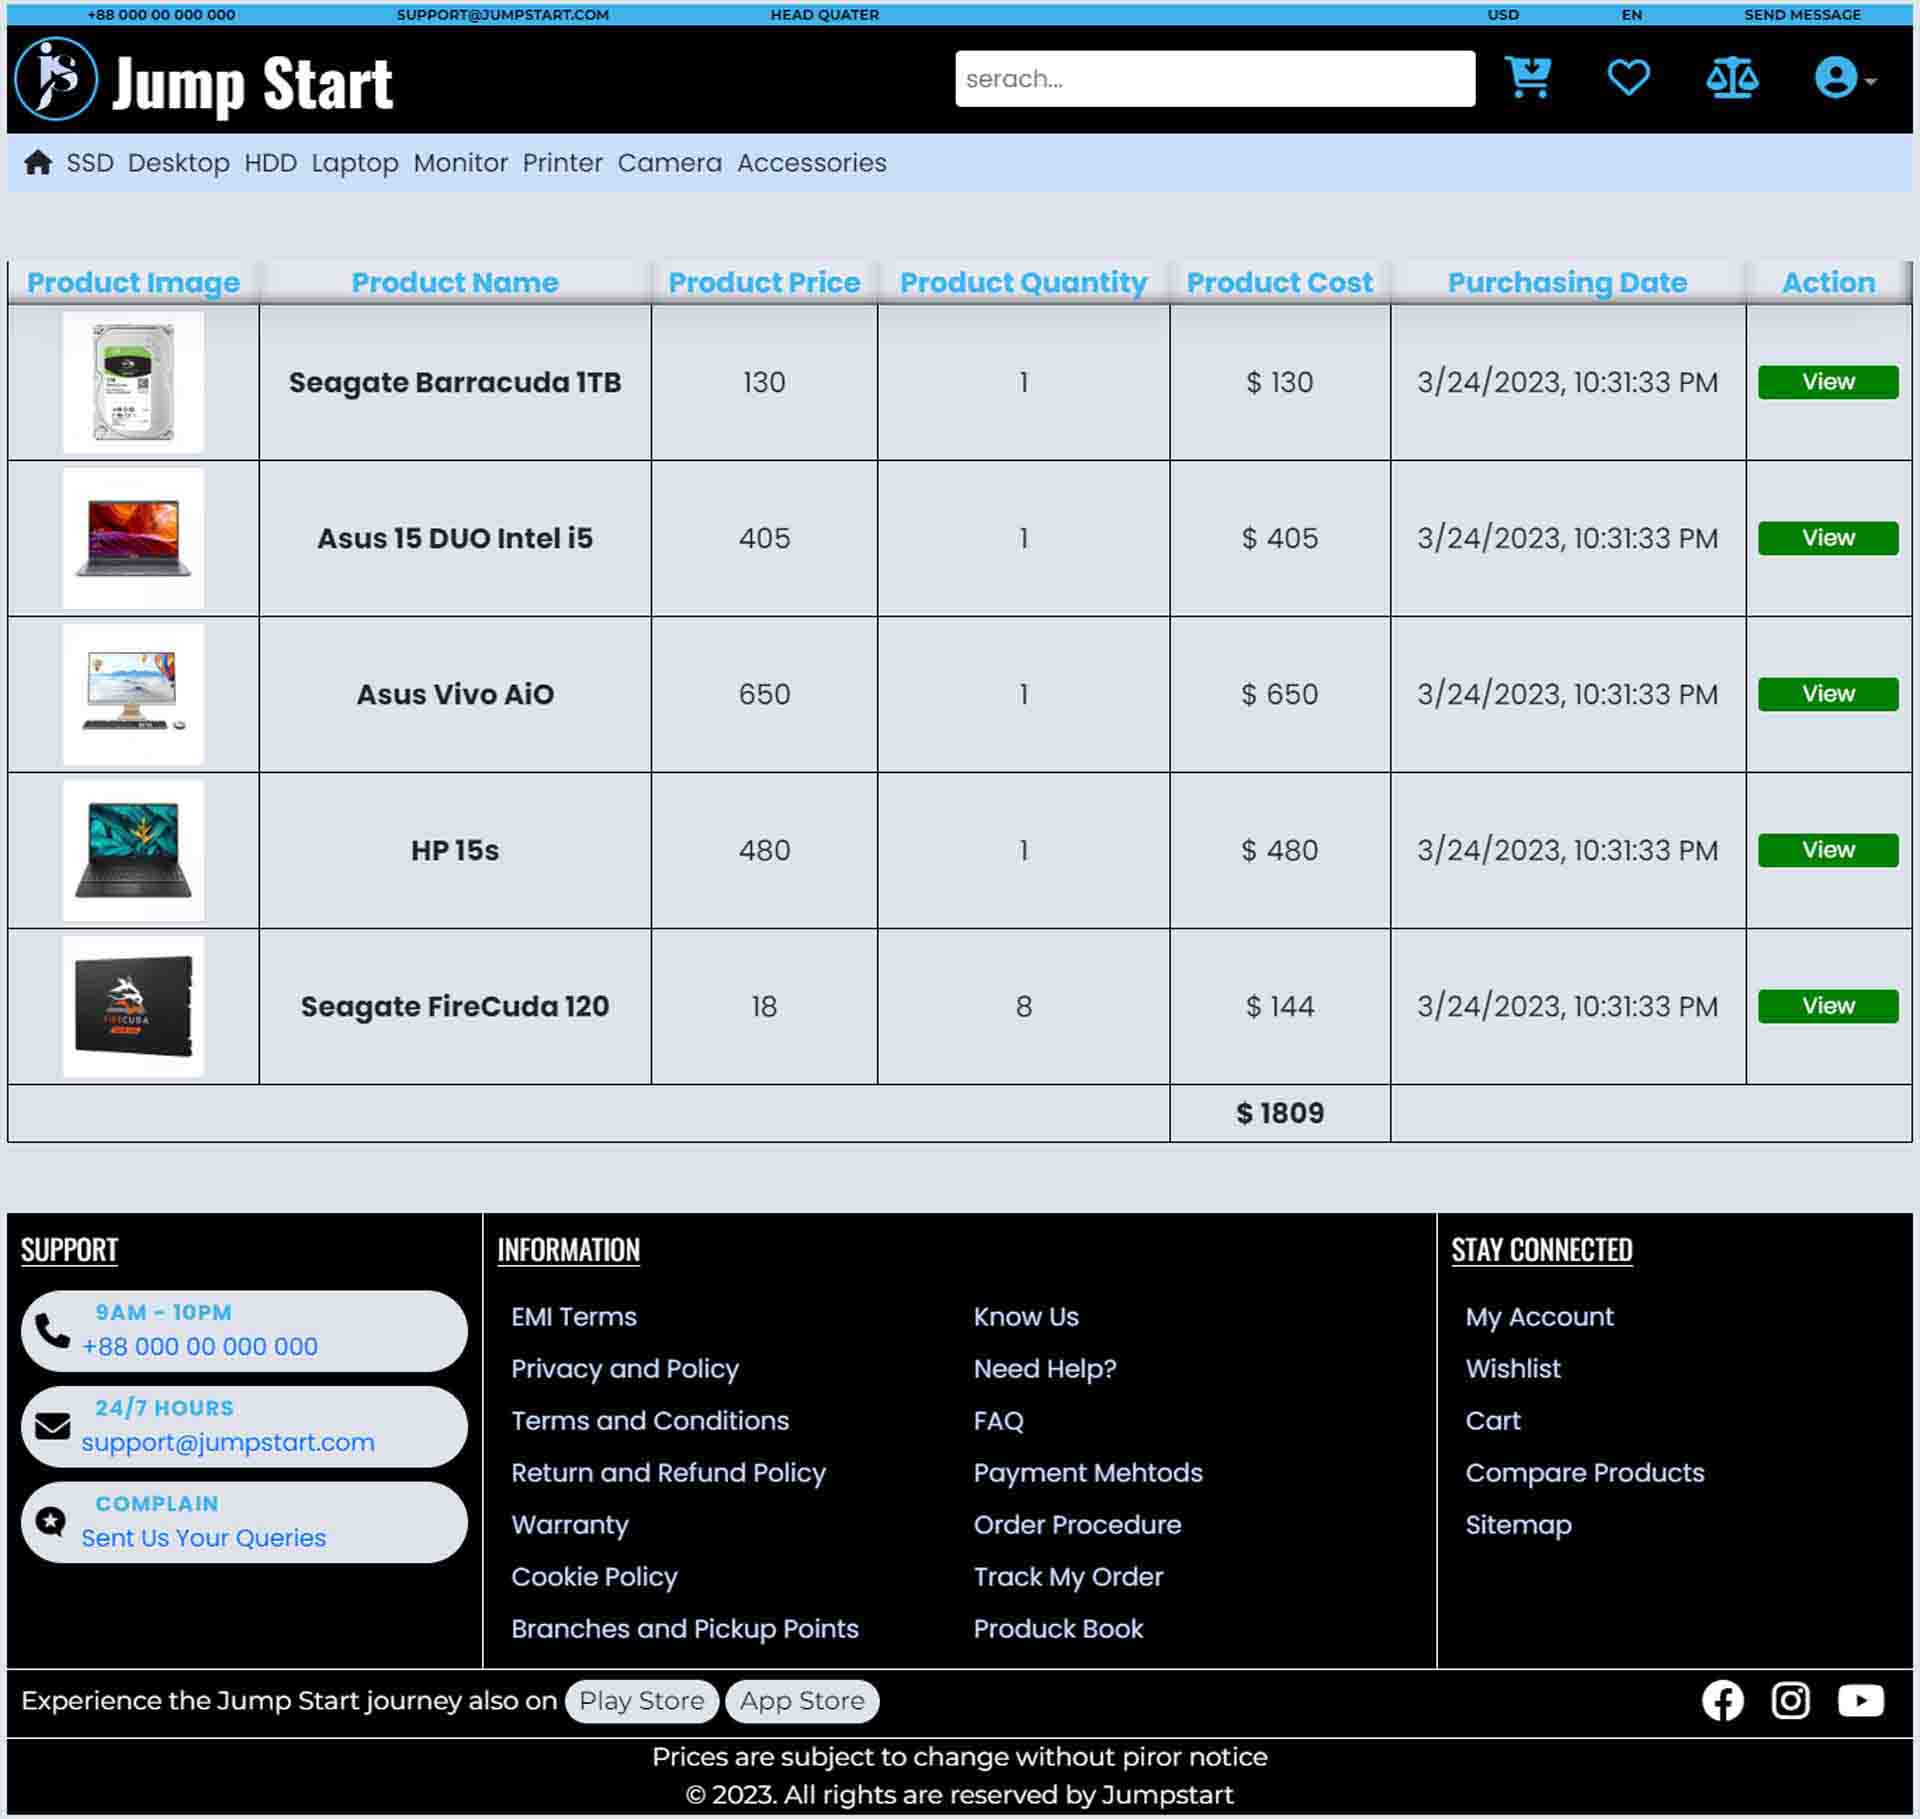 +88 000 00 000 000 SUPPORT@JUMPSTART.COM HEAD QUATER USD EN SEND MESSAGE
Jump Start serach...
SSD Desktop HDD Laptop Monitor Printer Camera Accessories
Product Image Product Name Product Price Product Quantity Product Cost Purchasing Date Action
Seagate Barracuda 1TB 130 1 $ 130 3/24/2023, 10:31:33 PM View
Asus 15 DUO Intel i5 405 1 $ 405 3/24/2023, 10:31:33 PM View
Asus Vivo AiO 650 1 $ 650 3/24/2023, 10:31:33 PM View
HP 15s 480 1 $ 480 3/24/2023, 10:31:33 PM View
FIRECUDA
Seagate FireCuda 120 18 8 $ 144 3/24/2023, 10:31:33 PM View
$ 1809
SUPPORT
9AM - 10PM
+88 000 00 000 000
24/7 HOURS
support@jumpstart.com
COMPLAIN
Sent Us Your Queries
INFORMATION
EMI Terms
Privacy and Policy
Terms and Conditions
Return and Refund Policy
Warranty
Cookie Policy
Branches and Pickup Points
Know Us
Need Help?
FAQ
Payment Mehtods
Order Procedure
Track My Order
Produck Book
STAY CONNECTED
My Account
Wishlist
Cart
Compare Products
Sitemap
Experience the Jump Start journey also on Play Store App Store
Prices are subject to change without piror notice
© 2023. All rights are reserved by Jumpstart